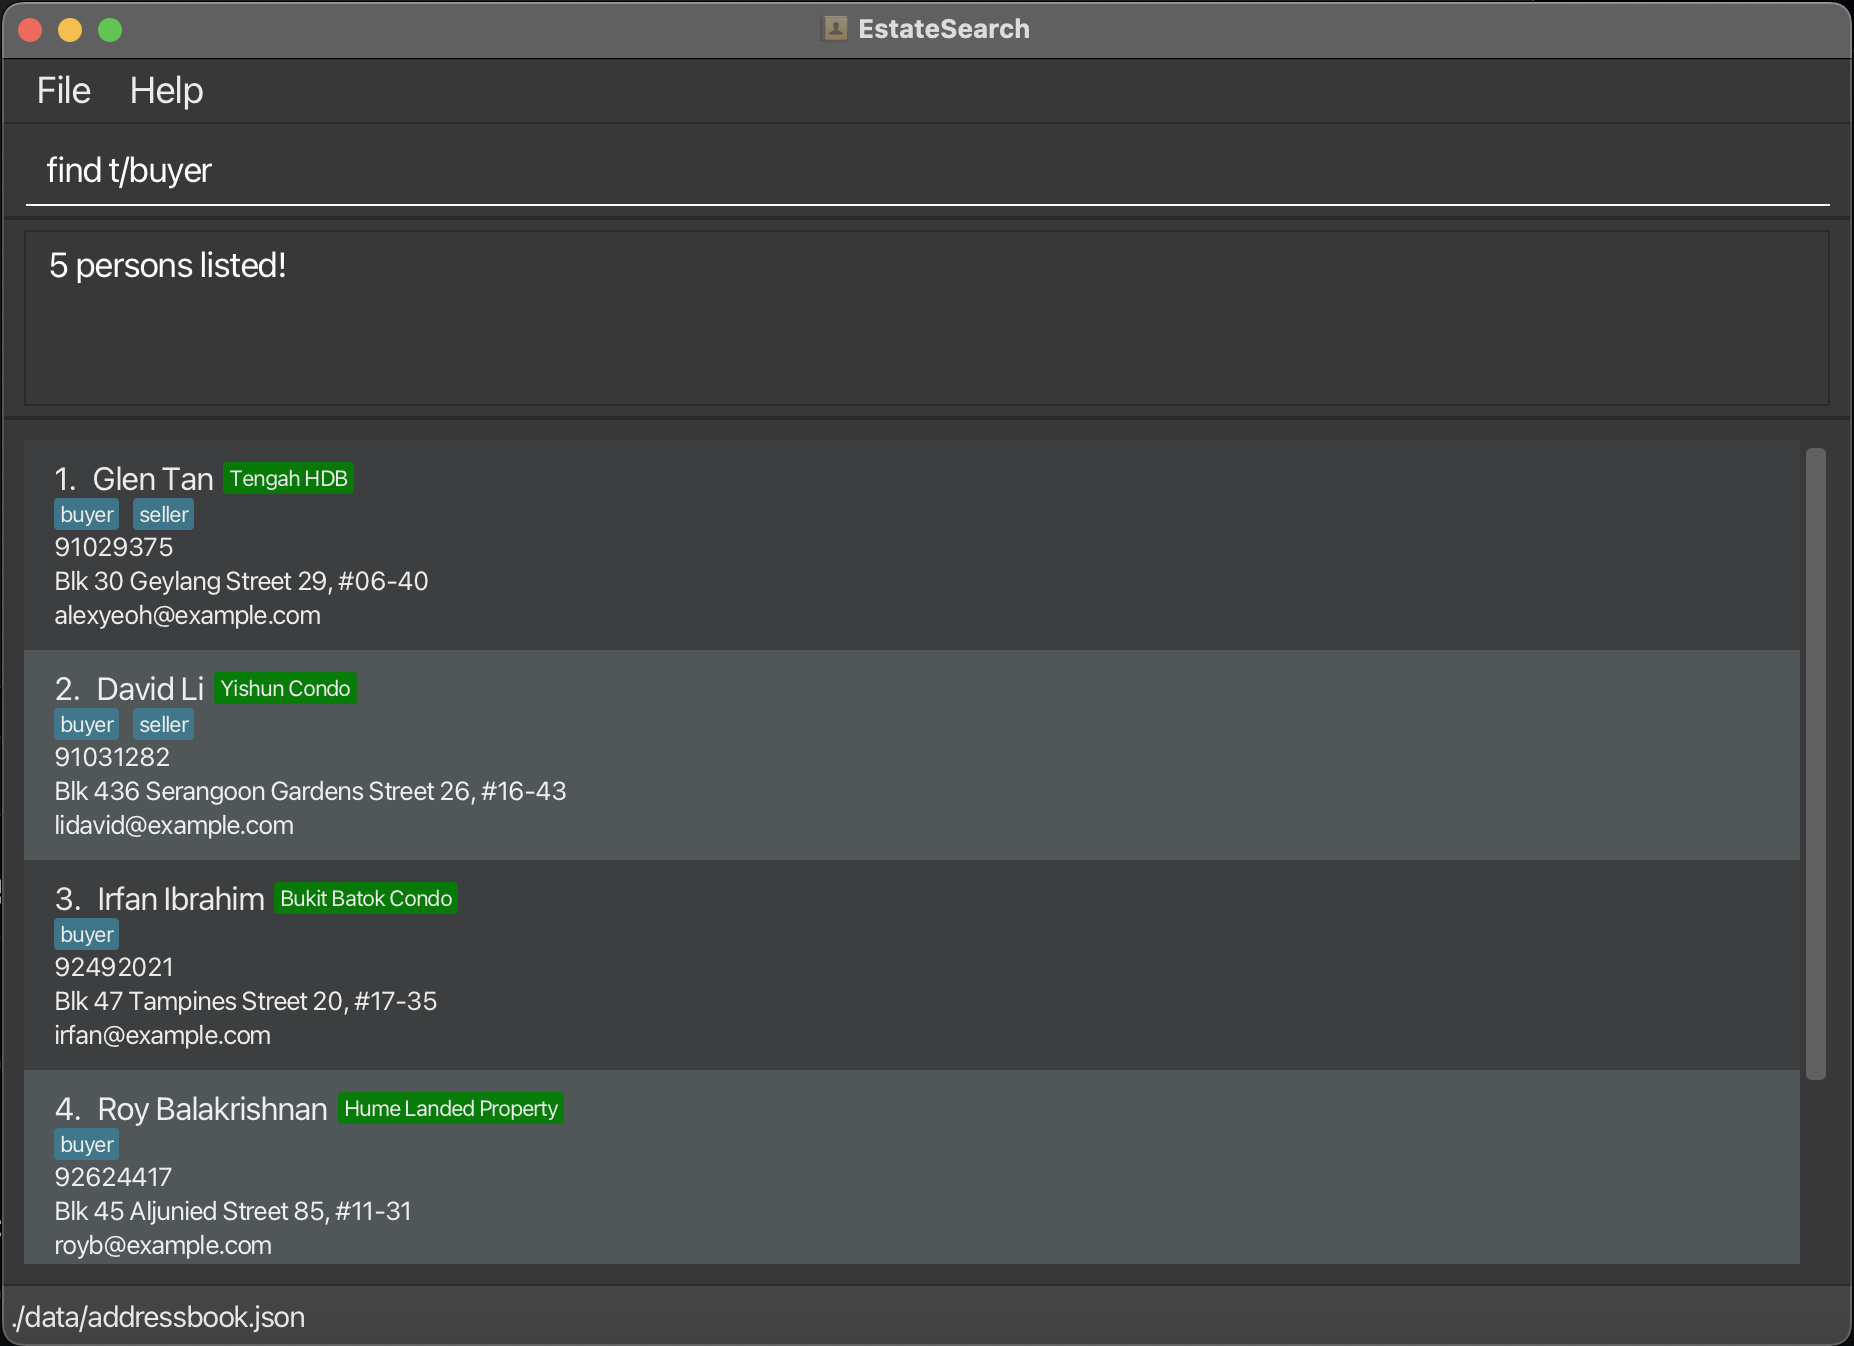 EstateSearch
File Help
find t/buyer
5 persons listed!
1. Glen Tan Tengah HDB
buyer seller
91029375
Blk 30 Geylang Street 29, #06-40
alexyeoh@example.com
2. David Li Yishun Condo
buyer seller
91031282
Blk 436 Serangoon Gardens Street 26, #16-43
lidavid@example.com
3. Irfan Ibrahim Bukit Batok Condo
buyer
92492021
Blk 47 Tampines Street 20, #17-35
irfan@example.com
4. Roy Balakrishnan Hume Landed Property
buyer
92624417
Blk 45 Aljunied Street 85, #11-31
royb@example.com
./data/addressbook.json